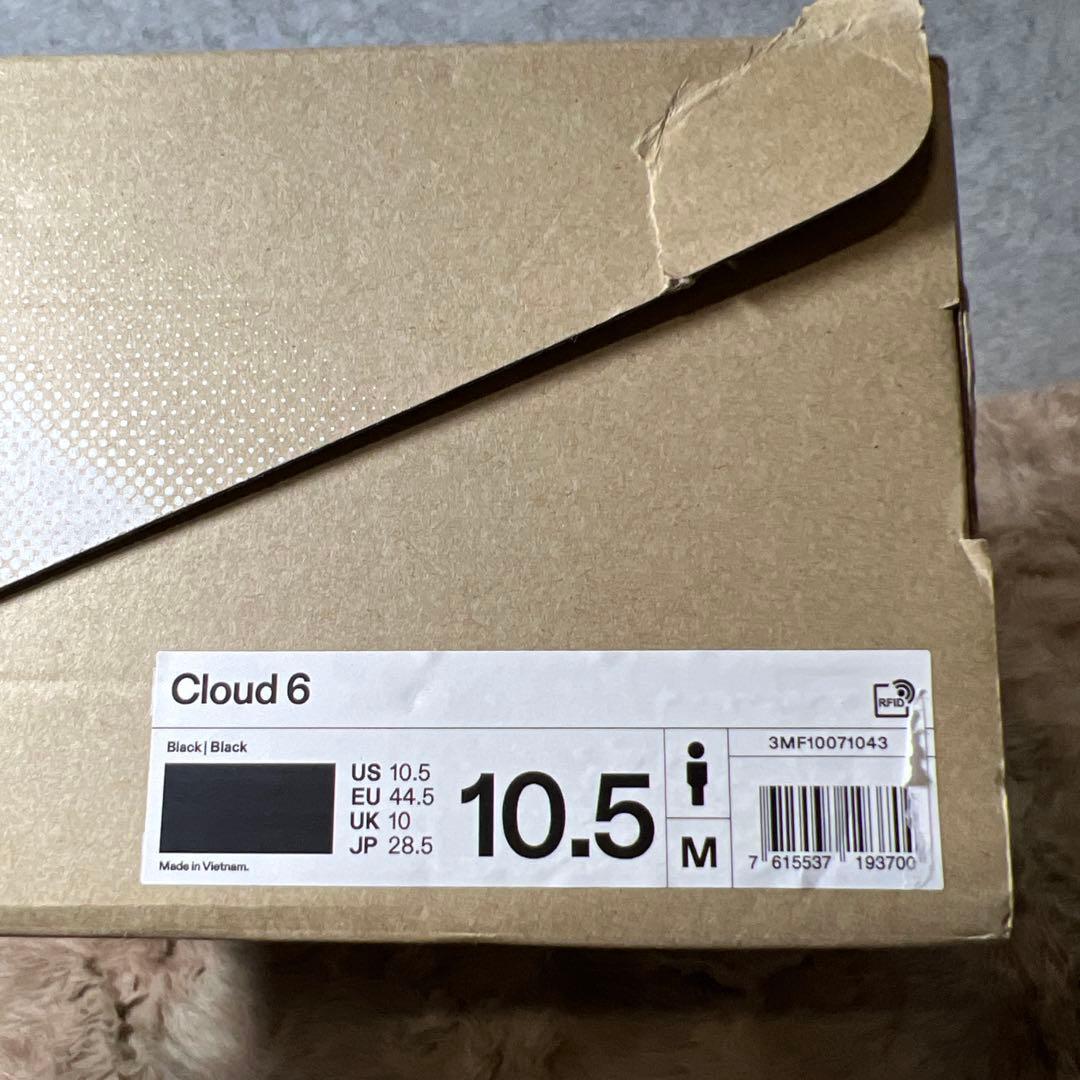 Cloud 6
RFID
Black | Black
US 10.5
EU 44.5
UK 10
JP 28.5
10.5
M
3MF10071043
7 615537 193700
Made in Vietnam.